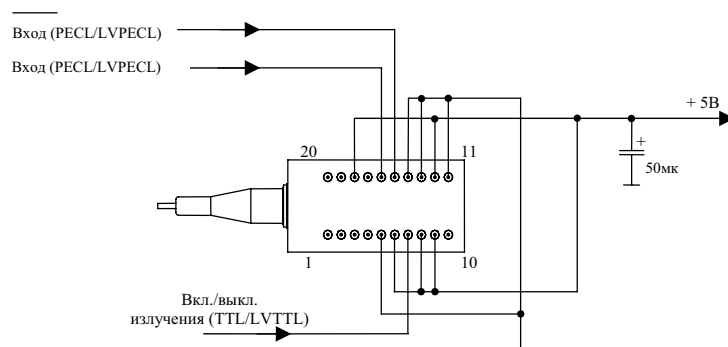 Вход (PECL/LVPECL)
Вход (PECL/LVPECL)
+ 5В
20
11
+
50мк
1
10
Вкл./выкл.
излучения (TTL/LVTTL)